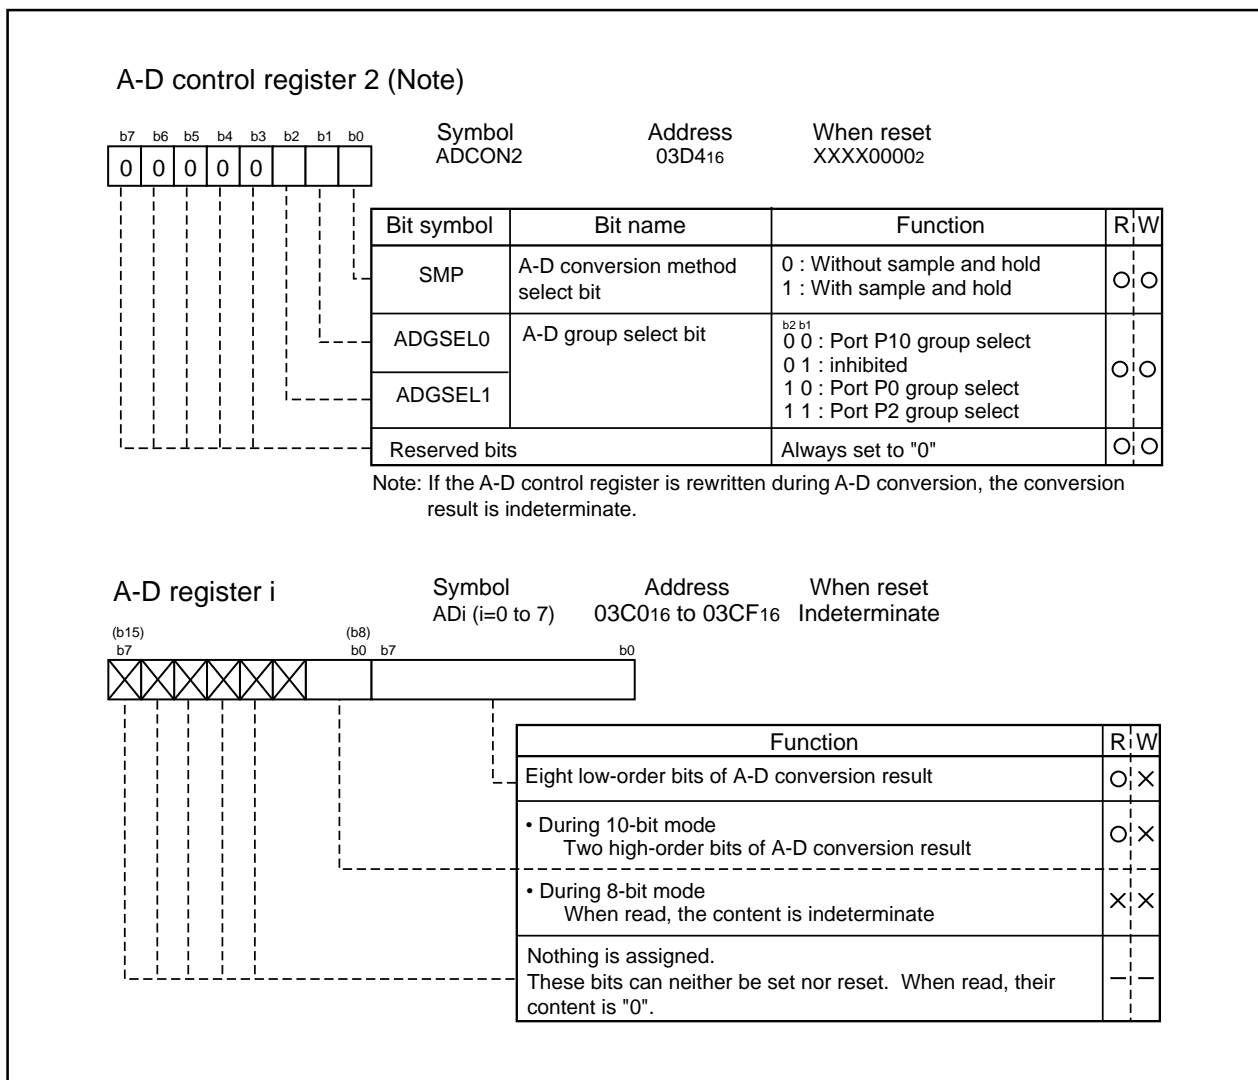 A-D control register 2 (Note)
b7 b6 b5 b4 b3 b2 b1 b0
0 0 0 0 0
Symbol Address When reset
ADCON2 03D416 XXXX00002
Bit symbol Bit name Function R W
SMP A-D conversion method select bit 0 : Without sample and hold
1 : With sample and hold
ADGSEL0 A-D group select bit
b2 b1
0 0 : Port P10 group select
0 1 : inhibited
1 0 : Port P0 group select
ADGSEL1
1 1 : Port P2 group select
Reserved bits Always set to "0"
Note: If the A-D control register is rewritten during A-D conversion, the conversion
result is indeterminate.
A-D register i
Symbol Address When reset
ADi (i=0 to 7) 03C016 to 03CF16 Indeterminate
(b15) (b8)
b7 b0 b7 b0
Function R W
Eight low-order bits of A-D conversion result
• During 10-bit mode
Two high-order bits of A-D conversion result
• During 8-bit mode
When read, the content is indeterminate
Nothing is assigned.
These bits can neither be set nor reset. When read, their
content is "0".